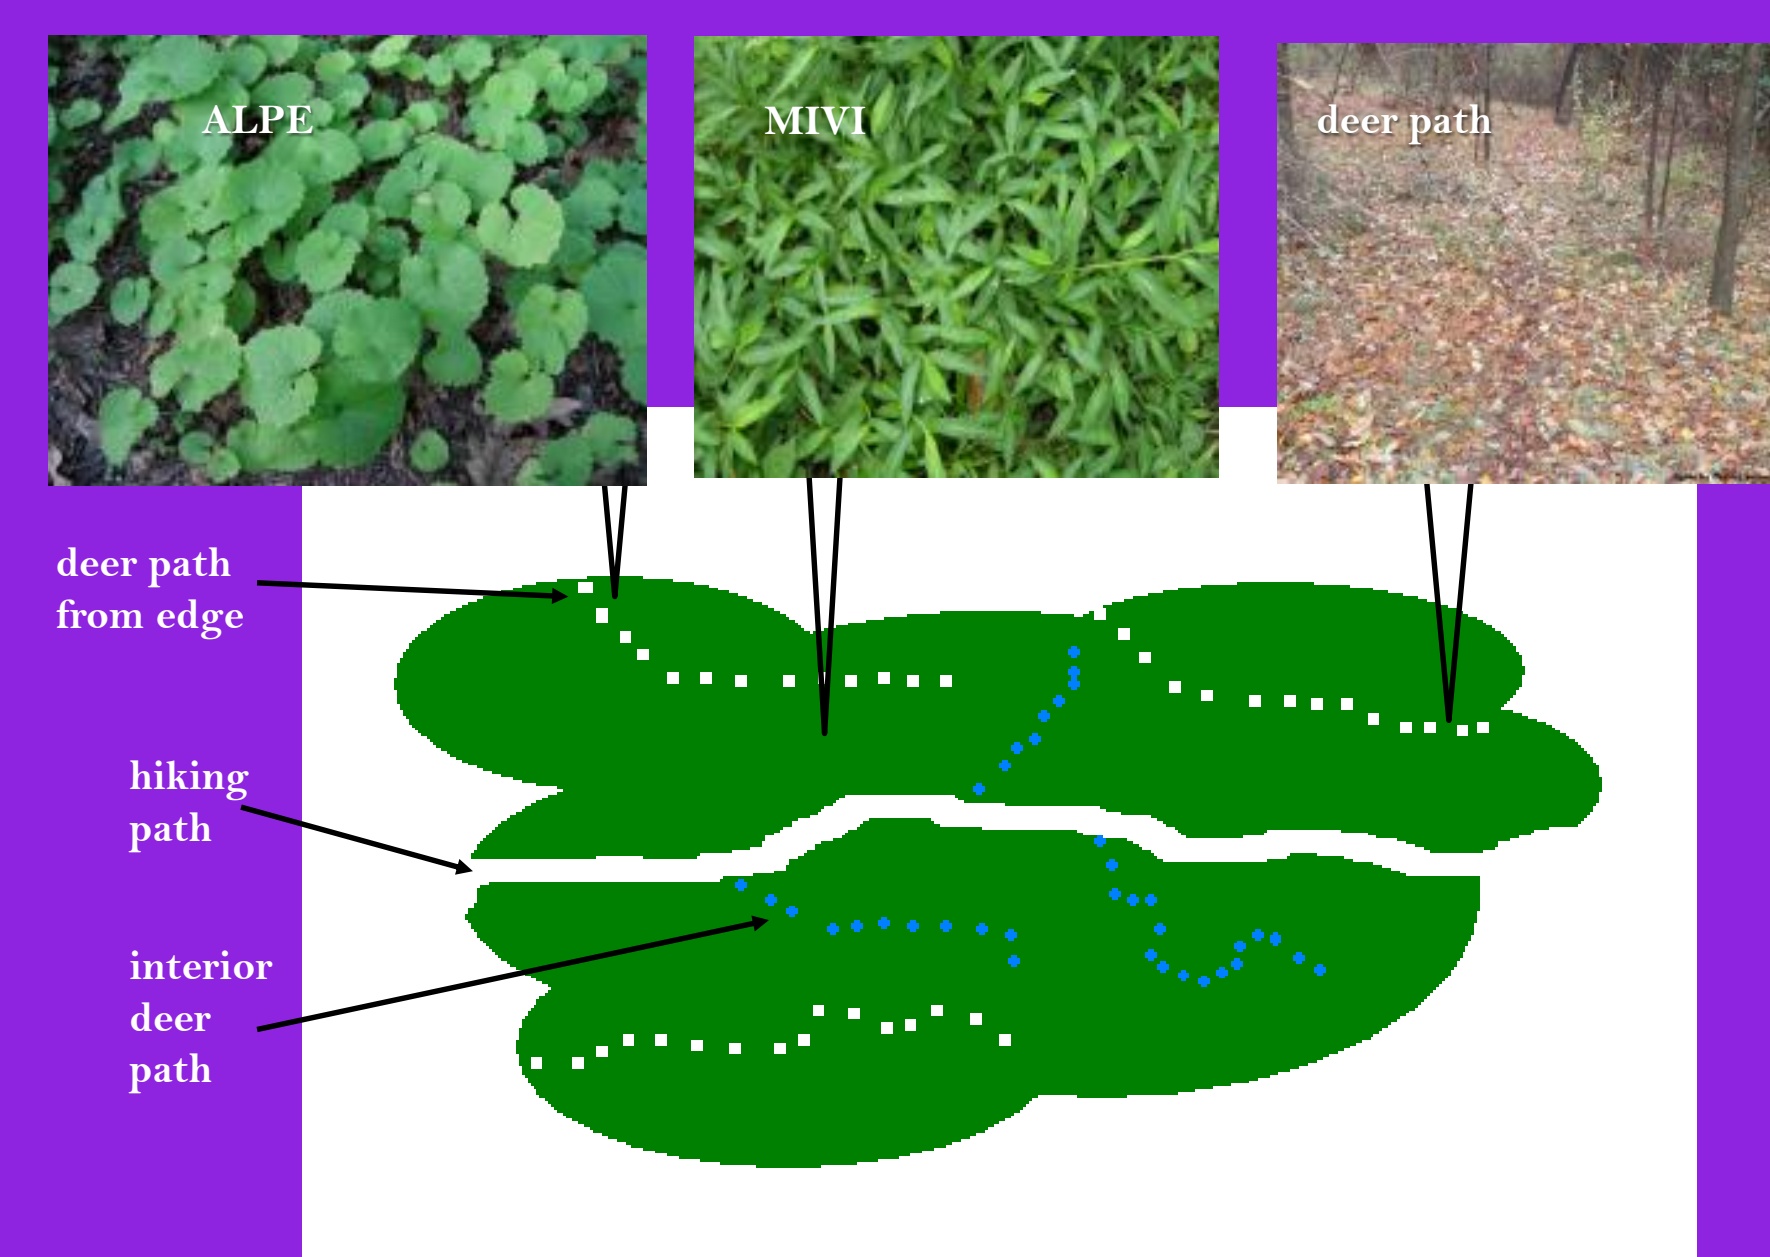 ALPE
MIVI
deer path
deer path
from edge
hiking
path
interior
deer
path